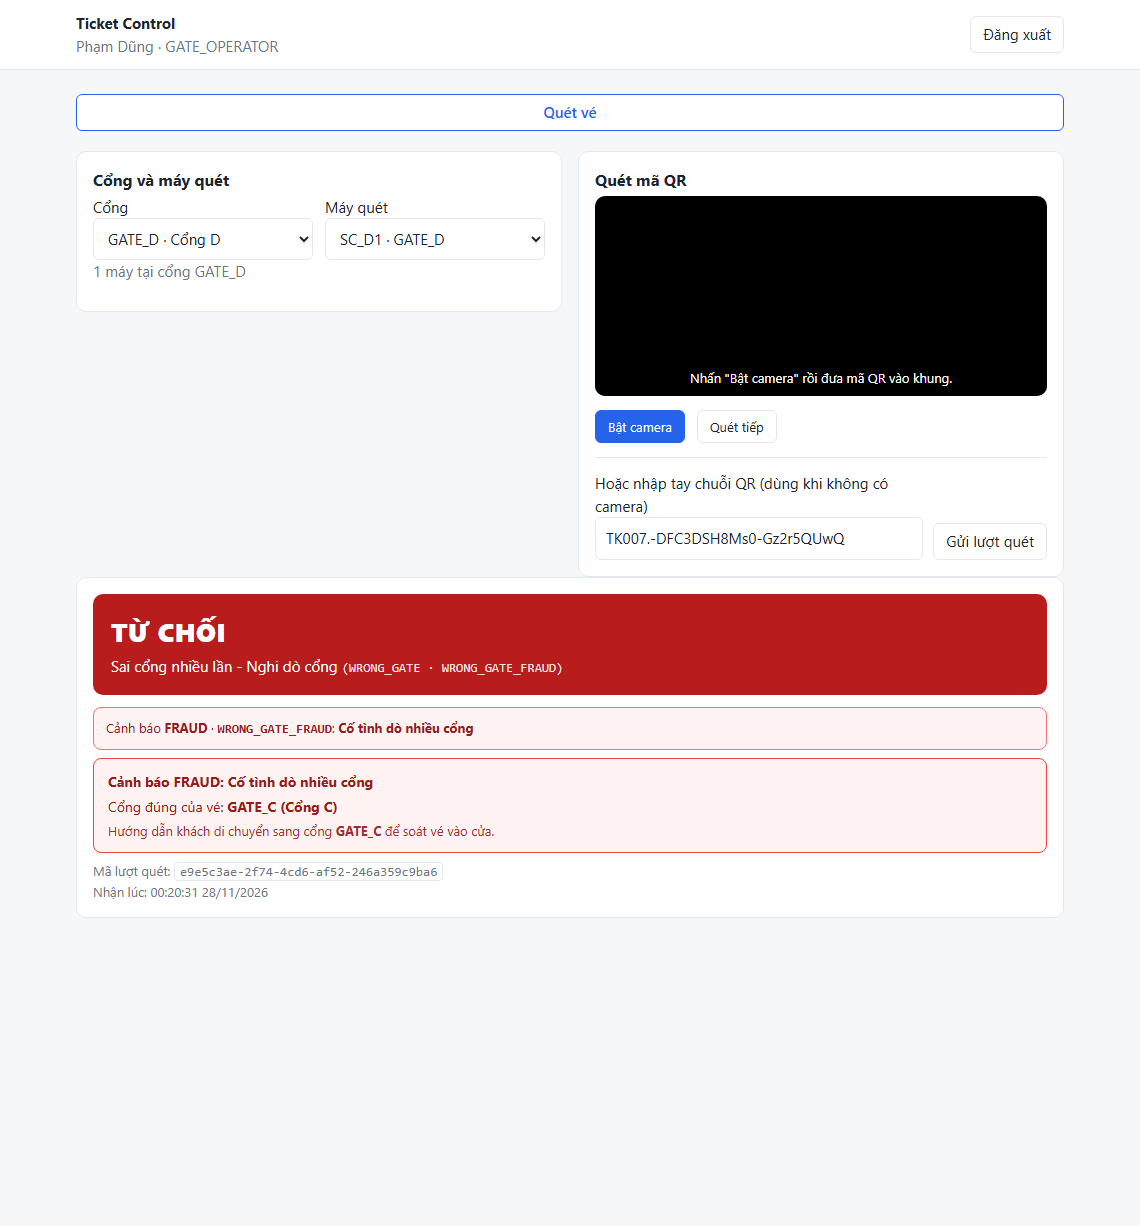 Ticket Control
Phạm Dũng · GATE_OPERATOR
Đăng xuất
Quét vé
Cổng và máy quét
Cổng
Máy quét
GATE_D · Cổng D
SC_D1 · GATE_D
1 máy tại cổng GATE_D
Quét mã QR
Nhấn "Bật camera" rồi đưa mã QR vào khung.
Bật camera
Quét tiếp
Hoặc nhập tay chuỗi QR (dùng khi không có
camera)
TK007.-DFC3DSH8Ms0-Gz2r5QUwQ
Gửi lượt quét
TỪ CHỐI
Sai cổng nhiều lần - Nghi dò cổng (WRONG_GATE · WRONG_GATE_FRAUD)
Cảnh báo FRAUD · WRONG_GATE_FRAUD: Cố tình dò nhiều cổng
Cảnh báo FRAUD: Cố tình dò nhiều cổng
Cổng đúng của vé: GATE_C (Cổng C)
Hướng dẫn khách di chuyển sang cổng GATE_C để soát vé vào cửa.
Mã lượt quét: e9e5c3ae-2f74-4cd6-af52-246a359c9ba6
Nhận lúc: 00:20:31 28/11/2026